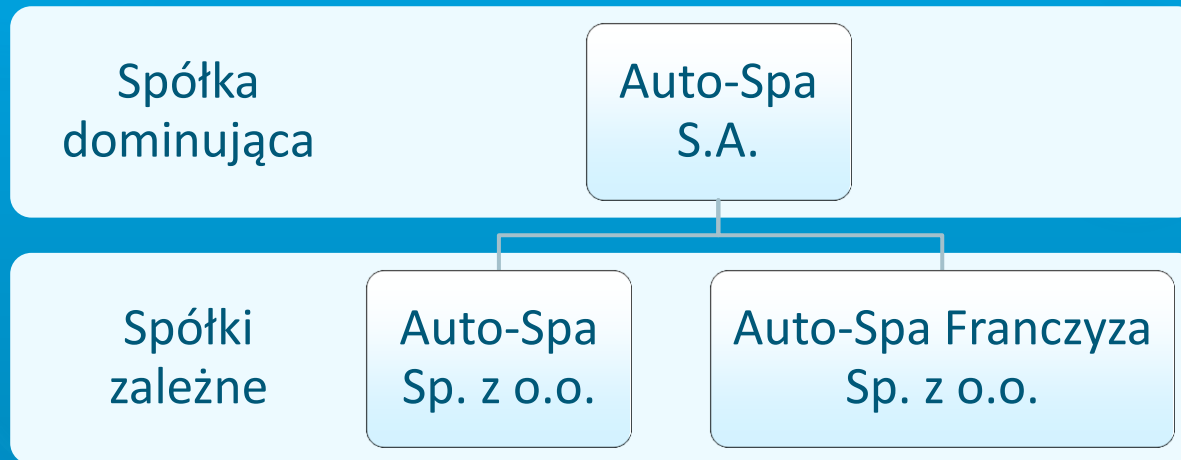 Spółka
dominująca
Auto-Spa
S.A.
Spółki
zależne
Auto-Spa
Sp. z o.o.
Auto-Spa Franczyza
Sp. z o.o.